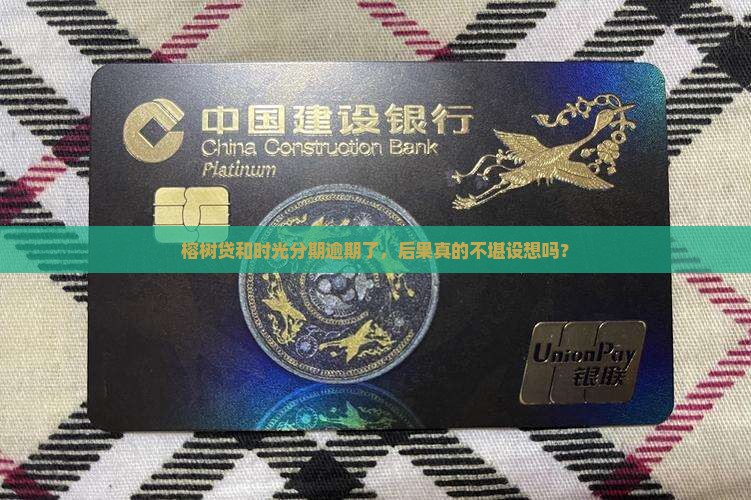 中国建设银行
China Construction Bank
Platinum
榕树贷和时光分期逾期了，后果真的不堪设想吗？
UnionPay
银联